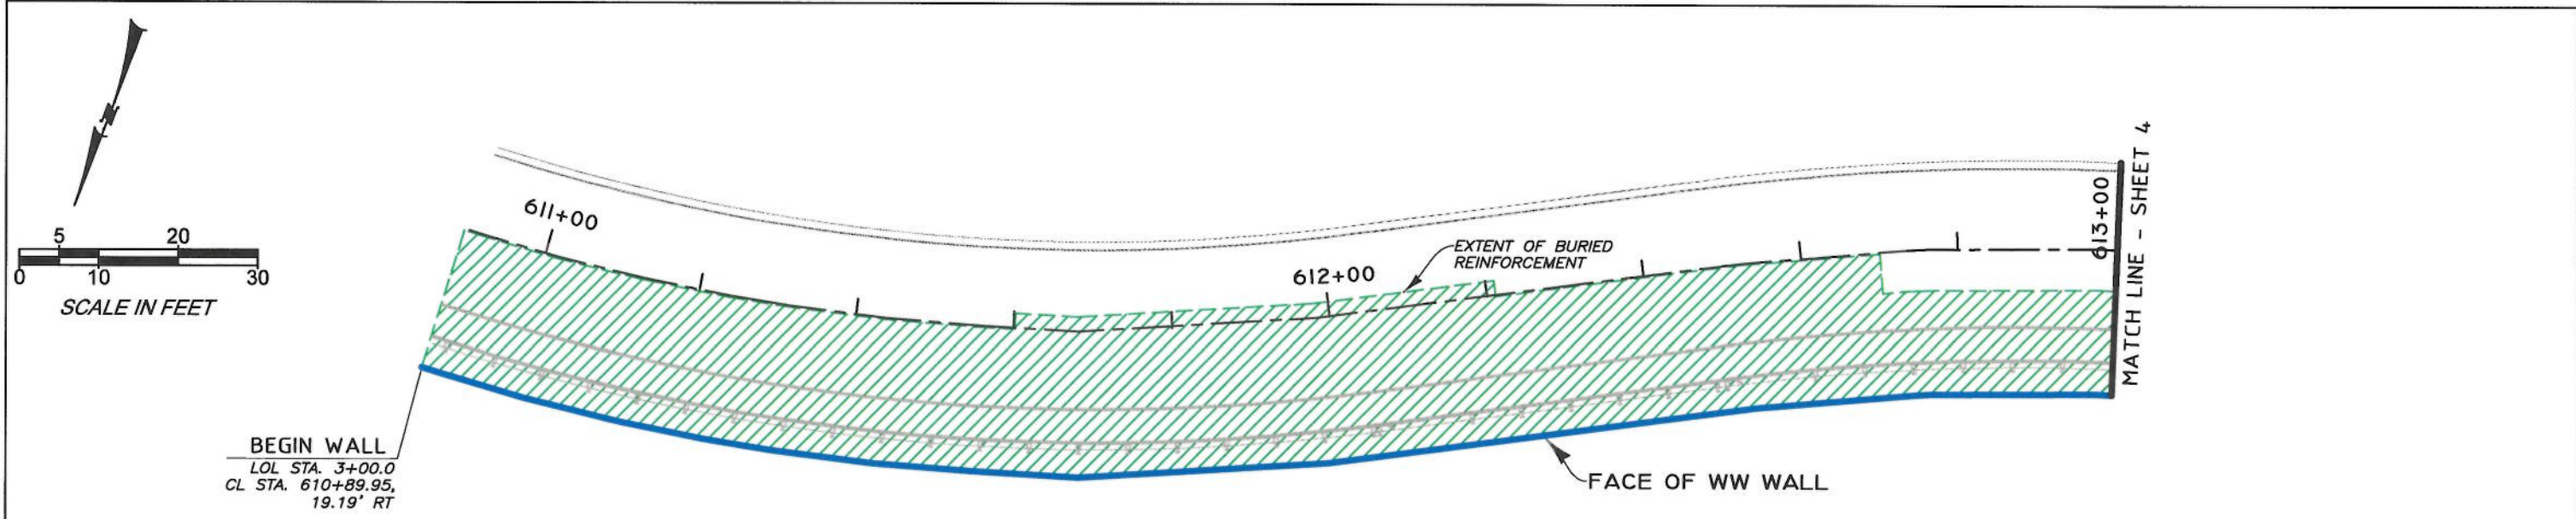 5 20
0 10 30
SCALE IN FEET
611+00
612+00
EXTENT OF BURIED
REINFORCEMENT
613+00
MATCH LINE - SHEET 4
BEGIN WALL
LOL STA. 3+00.0
CL STA. 610+89.95,
19.19' RT
FACE OF WW WALL